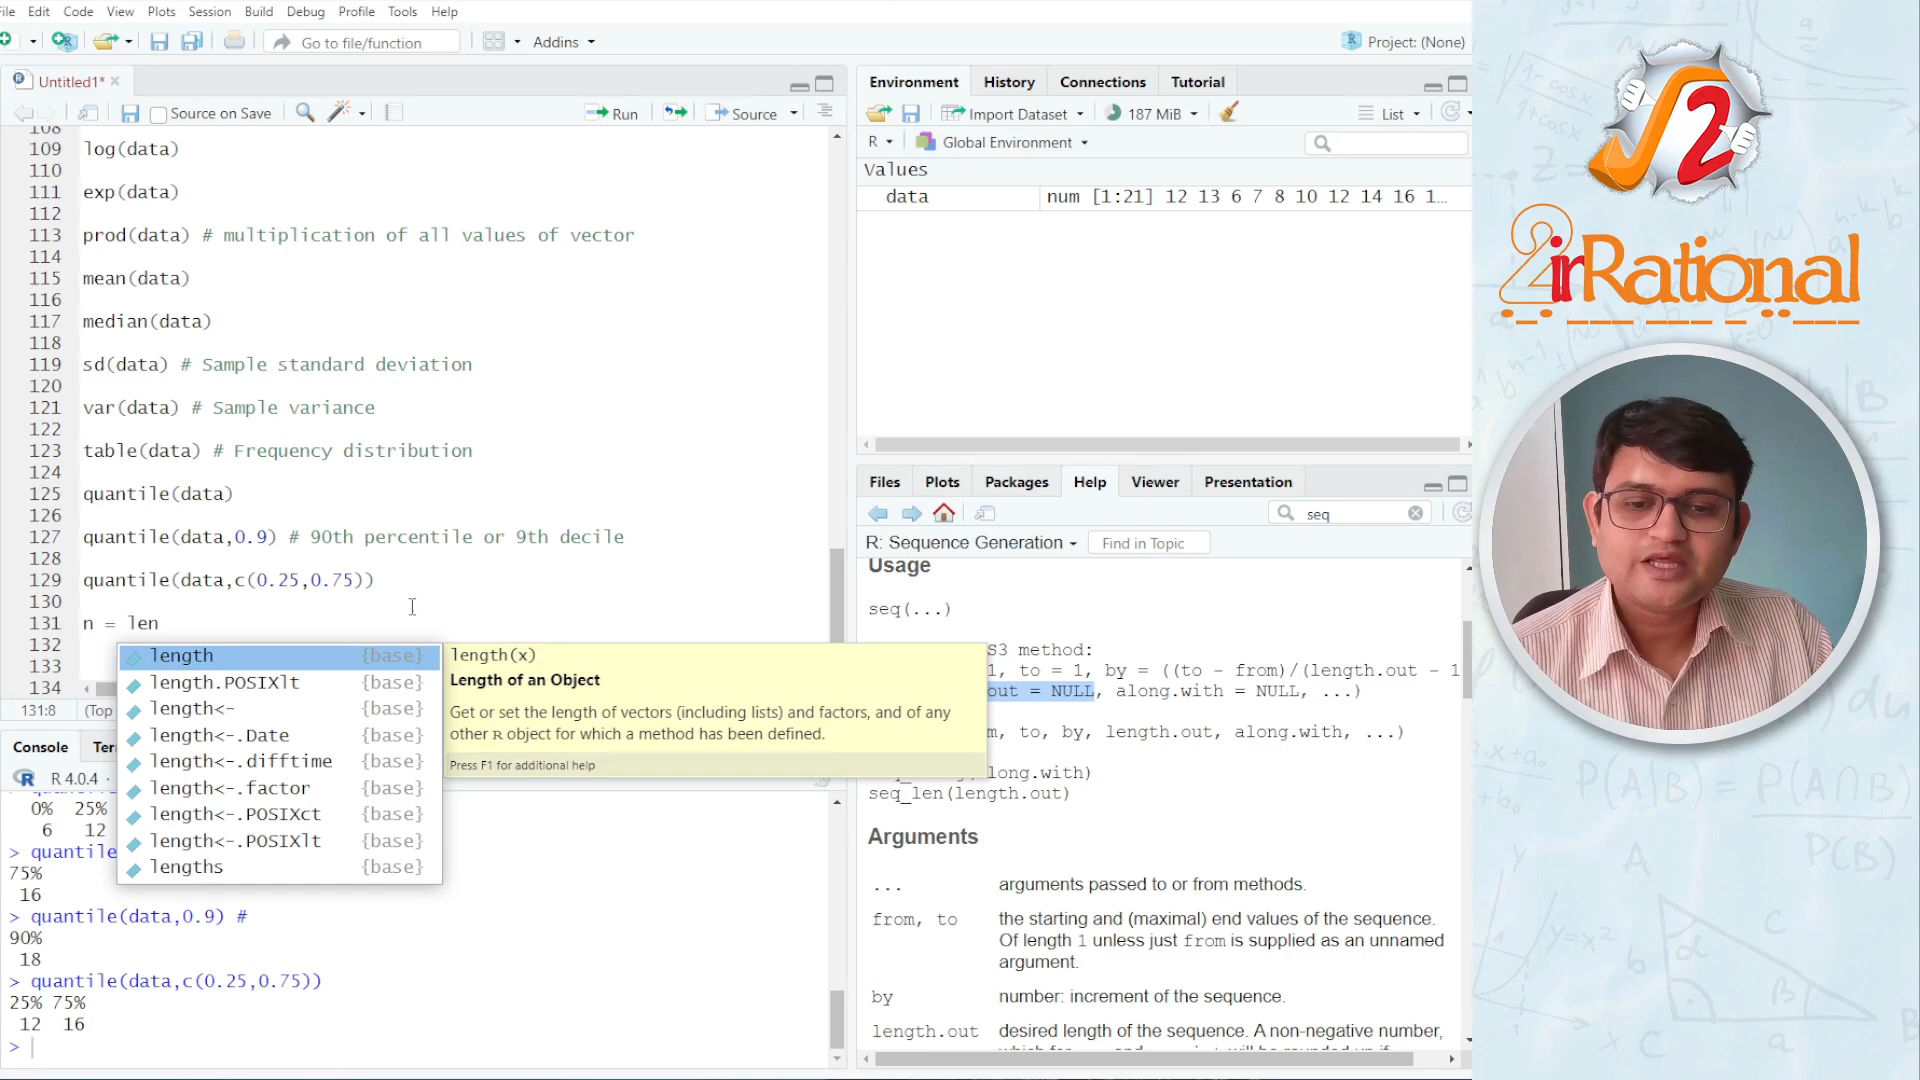 File Edit Code View Plots Session Build Debug Profile Tools Help
Go to file/function
Addins
Project: (None)
Untitled1*
Source on Save
Run
Source
108
109 log(data)
110
111 exp(data)
112
113 prod(data) # multiplication of all values of vector
114
115 mean(data)
116
117 median(data)
118
119 sd(data) # Sample standard deviation
120
121 var(data) # Sample variance
122
123 table(data) # Frequency distribution
124
125 quantile(data)
126
127 quantile(data,0.9) # 90th percentile or 9th decile
128
129 quantile(data,c(0.25,0.75))
130
131 n = len
132
133
134
131:8 (Top
length {base}
length.POSIXlt {base}
length<- {base}
length<-.Date {base}
length<-.difftime {base}
length<-.factor {base}
length<-.POSIXct {base}
length<-.POSIXlt {base}
lengths {base}
length(x)
Length of an Object
Get or set the length of vectors (including lists) and factors, and of any
other R object for which a method has been defined.
Press F1 for additional help
Console Ter
R 4.0.4 ·
0% 25%
6 12
> quantile
75%
16
> quantile(data,0.9) #
90%
18
> quantile(data,c(0.25,0.75))
25% 75%
12 16
>
Environment History Connections Tutorial
Import Dataset
187 MiB
List
R
Global Environment
Values
data num [1:21] 12 13 6 7 8 10 12 14 16 1...
Files Plots Packages Help Viewer Presentation
seq
R: Sequence Generation
Find in Topic
Usage
seq(...)
S3 method:
1, to = 1, by = ((to - from)/(length.out - 1
out = NULL, along.with = NULL, ...)
m, to, by, length.out, along.with, ...)
along.with)
seq_len(length.out)
Arguments
... arguments passed to or from methods.
from, to the starting and (maximal) end values of the sequence.
Of length 1 unless just from is supplied as an unnamed
argument.
by number: increment of the sequence.
length.out desired length of the sequence. A non-negative number,
√2
2irRational
P(A|B) = P(A∩B)
P(B)
y=x²
A
C
B
a
b
c